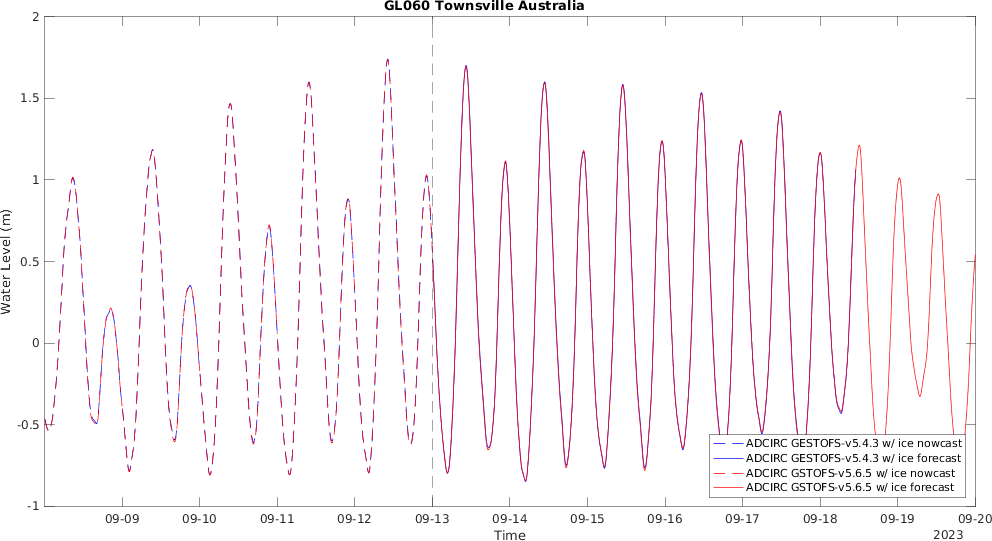 GL060 Townsville Australia
Water Level (m)
2
1.5
1
0.5
0
-0.5
-1
ADCIRC GESTOFS-v5.4.3 w/ ice nowcast
ADCIRC GESTOFS-v5.4.3 w/ ice forecast
ADCIRC GSTOFS-v5.6.5 w/ ice nowcast
ADCIRC GSTOFS-v5.6.5 w/ ice forecast
09-09 09-10 09-11 09-12 09-13 09-14 09-15 09-16 09-17 09-18 09-19 09-20
Time
2023